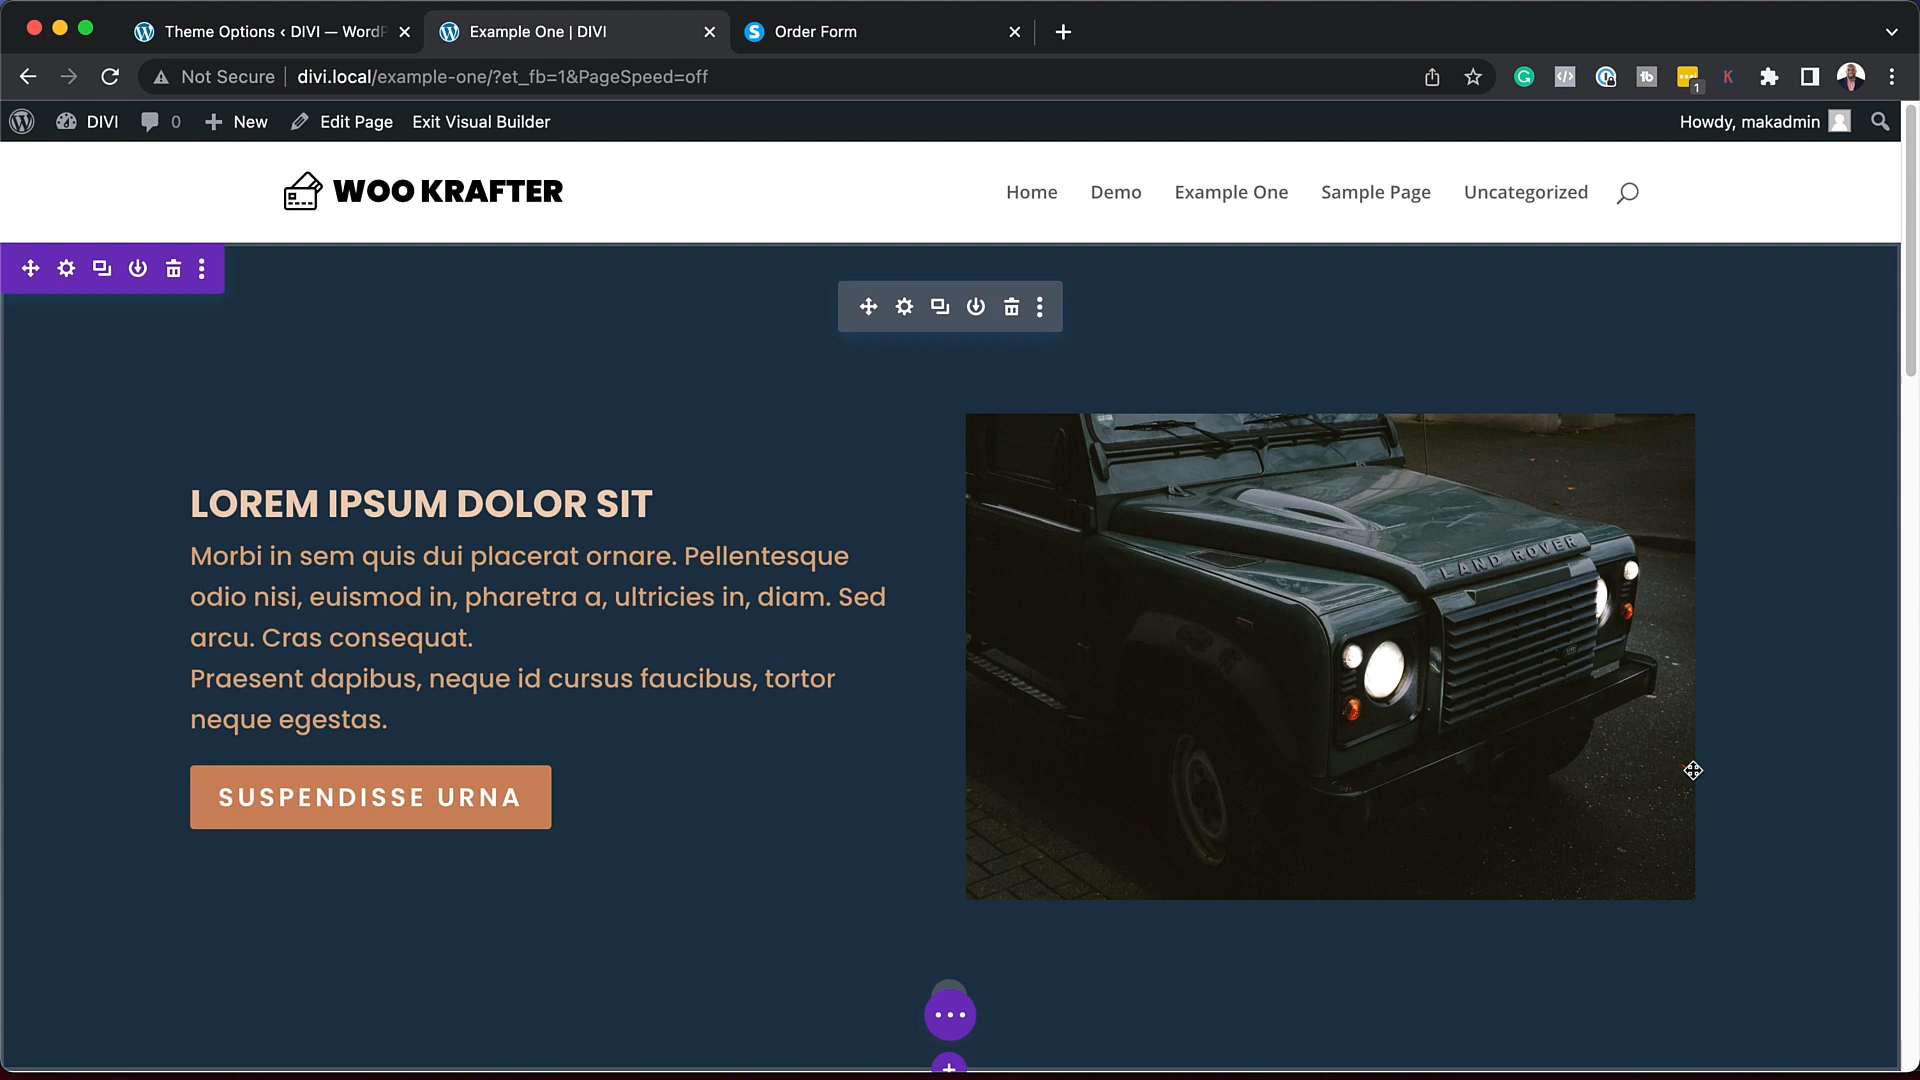 Theme Options ‹ DIVI — WordP
Example One | DIVI
Order Form
Not Secure
divi.local/example-one/?et_fb=1&PageSpeed=off
1
DIVI
0
New
Edit Page
Exit Visual Builder
Howdy, makadmin
WOO KRAFTER
Home
Demo
Example One
Sample Page
Uncategorized
LOREM IPSUM DOLOR SIT
Morbi in sem quis dui placerat ornare. Pellentesque
odio nisi, euismod in, pharetra a, ultricies in, diam. Sed
arcu. Cras consequat.
Praesent dapibus, neque id cursus faucibus, tortor
neque egestas.
SUSPENDISSE URNA
LAND ROVER